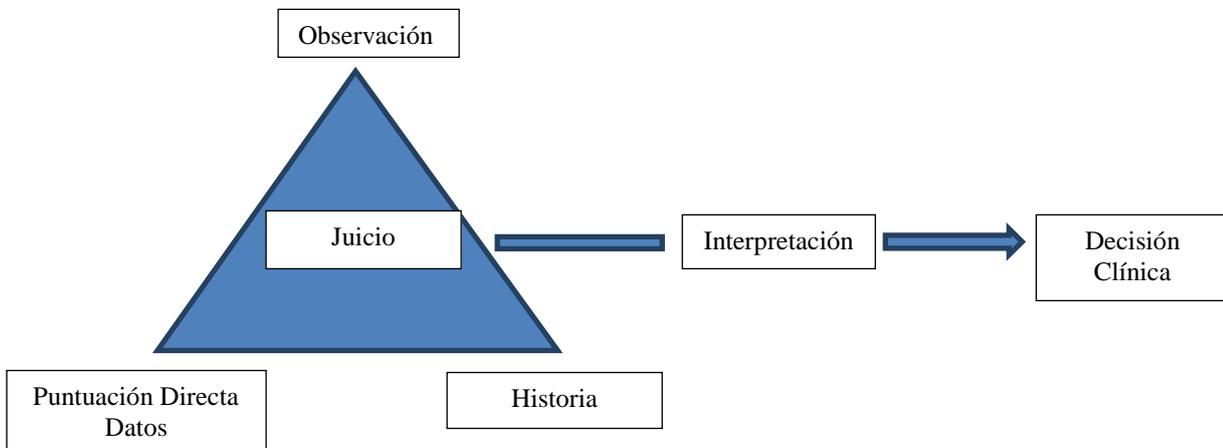 Observación
Juicio
Interpretación
Decisión
Clínica
Puntuación Directa
Datos
Historia